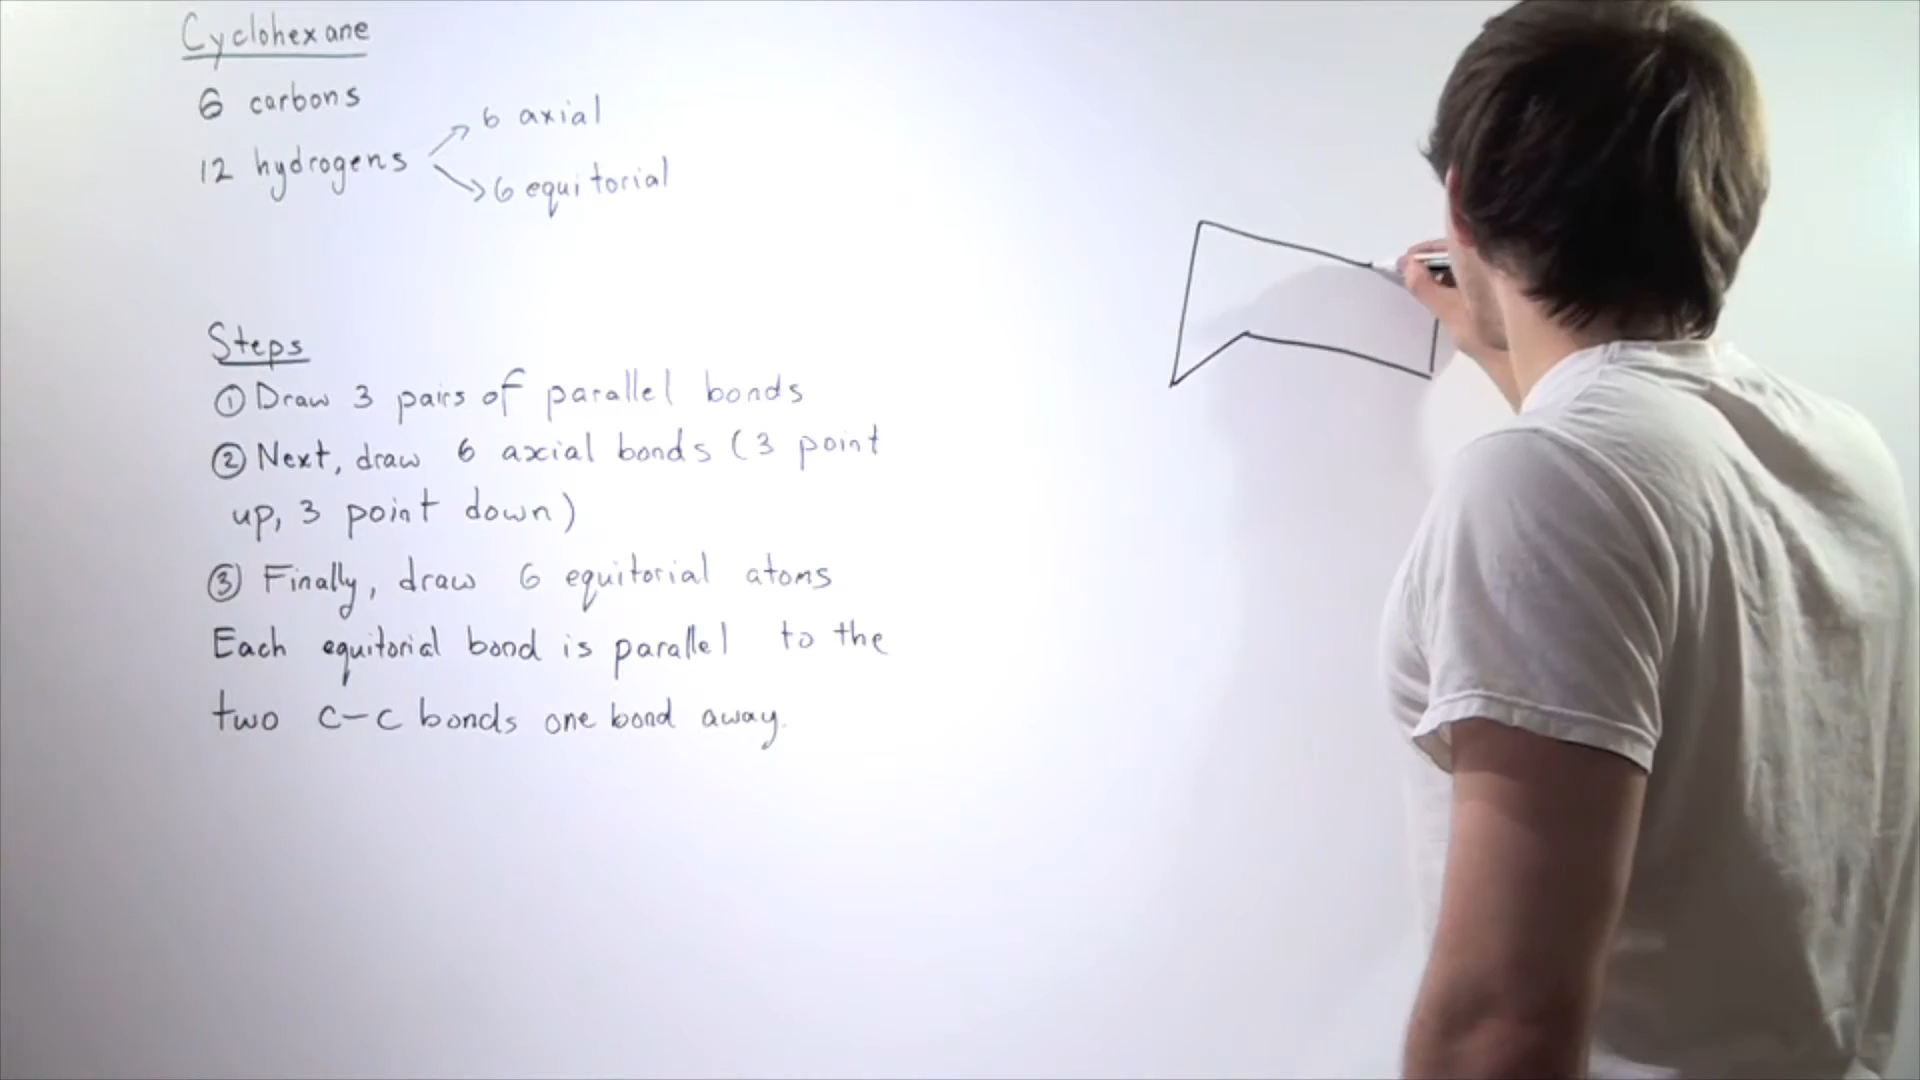 Cyclohexane
6 carbons
12 hydrogens
6 axial
6 equitorial
Steps
① Draw 3 pairs of parallel bonds
② Next, draw 6 axial bonds (3 point
up, 3 point down)
③ Finally, draw 6 equitorial atoms
Each equitorial bond is parallel to the
two C-C bonds one bond away.